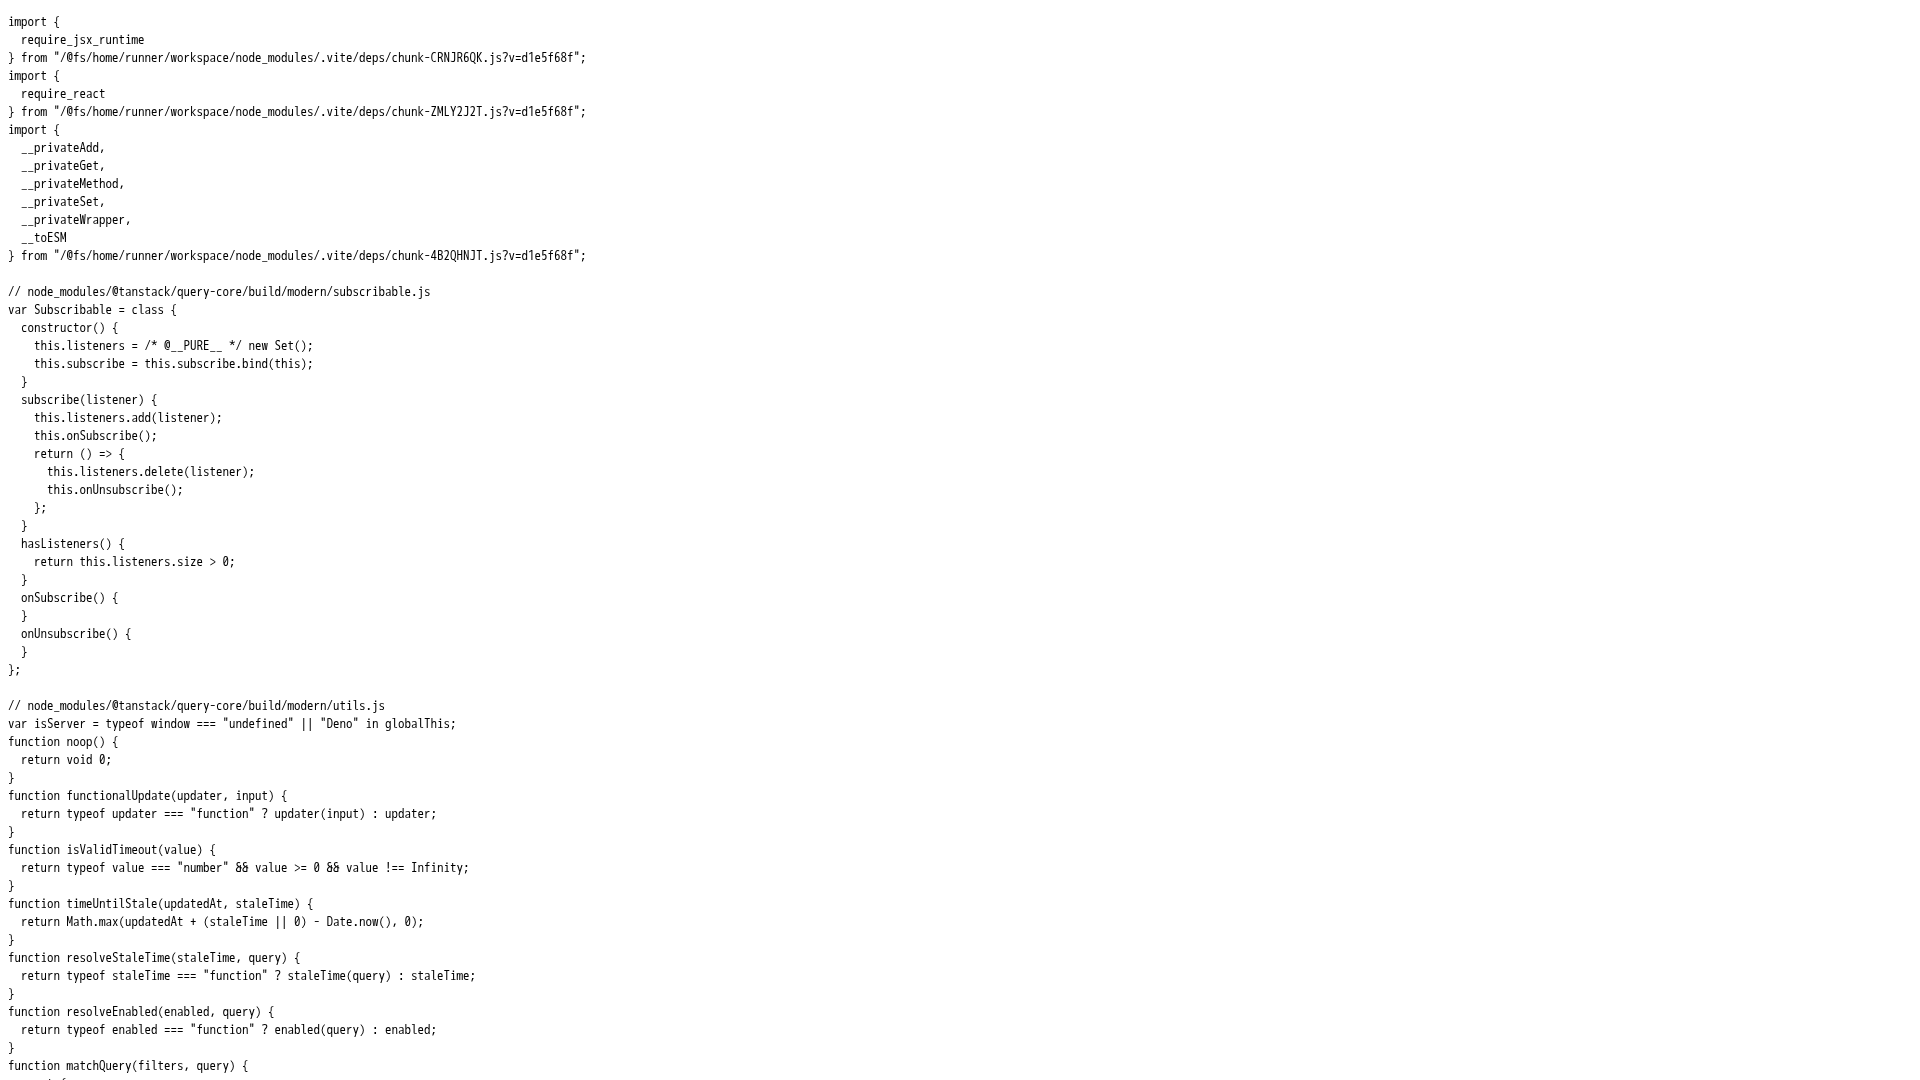 import {
  require_jsx_runtime
} from "/@fs/home/runner/workspace/node_modules/.vite/deps/chunk-CRNJR6QK.js?v=d1e5f68f";
import {
  require_react
} from "/@fs/home/runner/workspace/node_modules/.vite/deps/chunk-ZMLY2J2T.js?v=d1e5f68f";
import {
  __privateAdd,
  __privateGet,
  __privateMethod,
  __privateSet,
  __privateWrapper,
  __toESM
} from "/@fs/home/runner/workspace/node_modules/.vite/deps/chunk-4B2QHNJT.js?v=d1e5f68f";

// node_modules/@tanstack/query-core/build/modern/subscribable.js
var Subscribable = class {
  constructor() {
    this.listeners = /* @__PURE__ */ new Set();
    this.subscribe = this.subscribe.bind(this);
  }
  subscribe(listener) {
    this.listeners.add(listener);
    this.onSubscribe();
    return () => {
      this.listeners.delete(listener);
      this.onUnsubscribe();
    };
  }
  hasListeners() {
    return this.listeners.size > 0;
  }
  onSubscribe() {
  }
  onUnsubscribe() {
  }
};

// node_modules/@tanstack/query-core/build/modern/utils.js
var isServer = typeof window === "undefined" || "Deno" in globalThis;
function noop() {
  return void 0;
}
function functionalUpdate(updater, input) {
  return typeof updater === "function" ? updater(input) : updater;
}
function isValidTimeout(value) {
  return typeof value === "number" && value >= 0 && value !== Infinity;
}
function timeUntilStale(updatedAt, staleTime) {
  return Math.max(updatedAt + (staleTime || 0) - Date.now(), 0);
}
function resolveStaleTime(staleTime, query) {
  return typeof staleTime === "function" ? staleTime(query) : staleTime;
}
function resolveEnabled(enabled, query) {
  return typeof enabled === "function" ? enabled(query) : enabled;
}
function matchQuery(filters, query) {